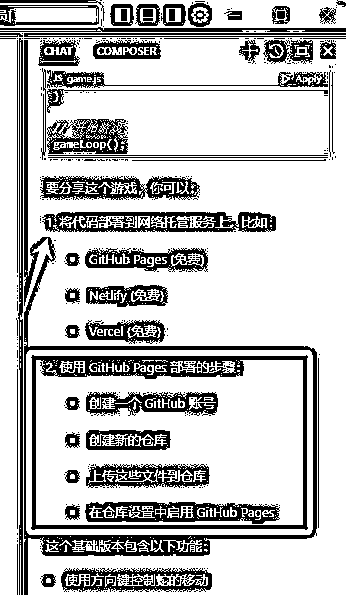 CHAT COMPOSER
JS game.js Apply
}
gameLoop();
要分享这个游戏，你可以：
1. 将代码部署到网络托管服务上，比如：
GitHub Pages (免费)
Netlify (免费)
Vercel (免费)
2. 使用 GitHub Pages 部署的步骤：
创建一个 GitHub 账号
创建新的仓库
上传这些文件到仓库
在仓库设置中启用 GitHub Pages
这个基础版本包含以下功能：
使用方向键控制蛇的移动